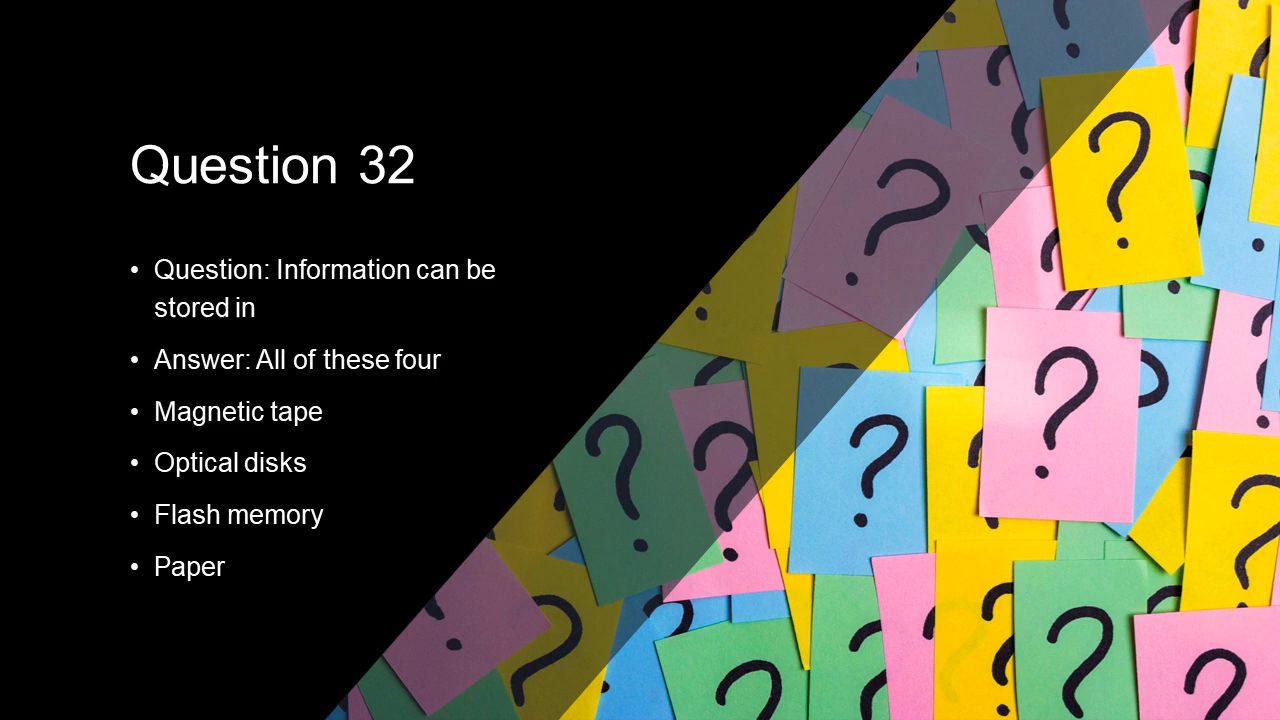 Question 32
• Question: Information can be
stored in
• Answer: All of these four
• Magnetic tape
• Optical disks
• Flash memory
• Paper